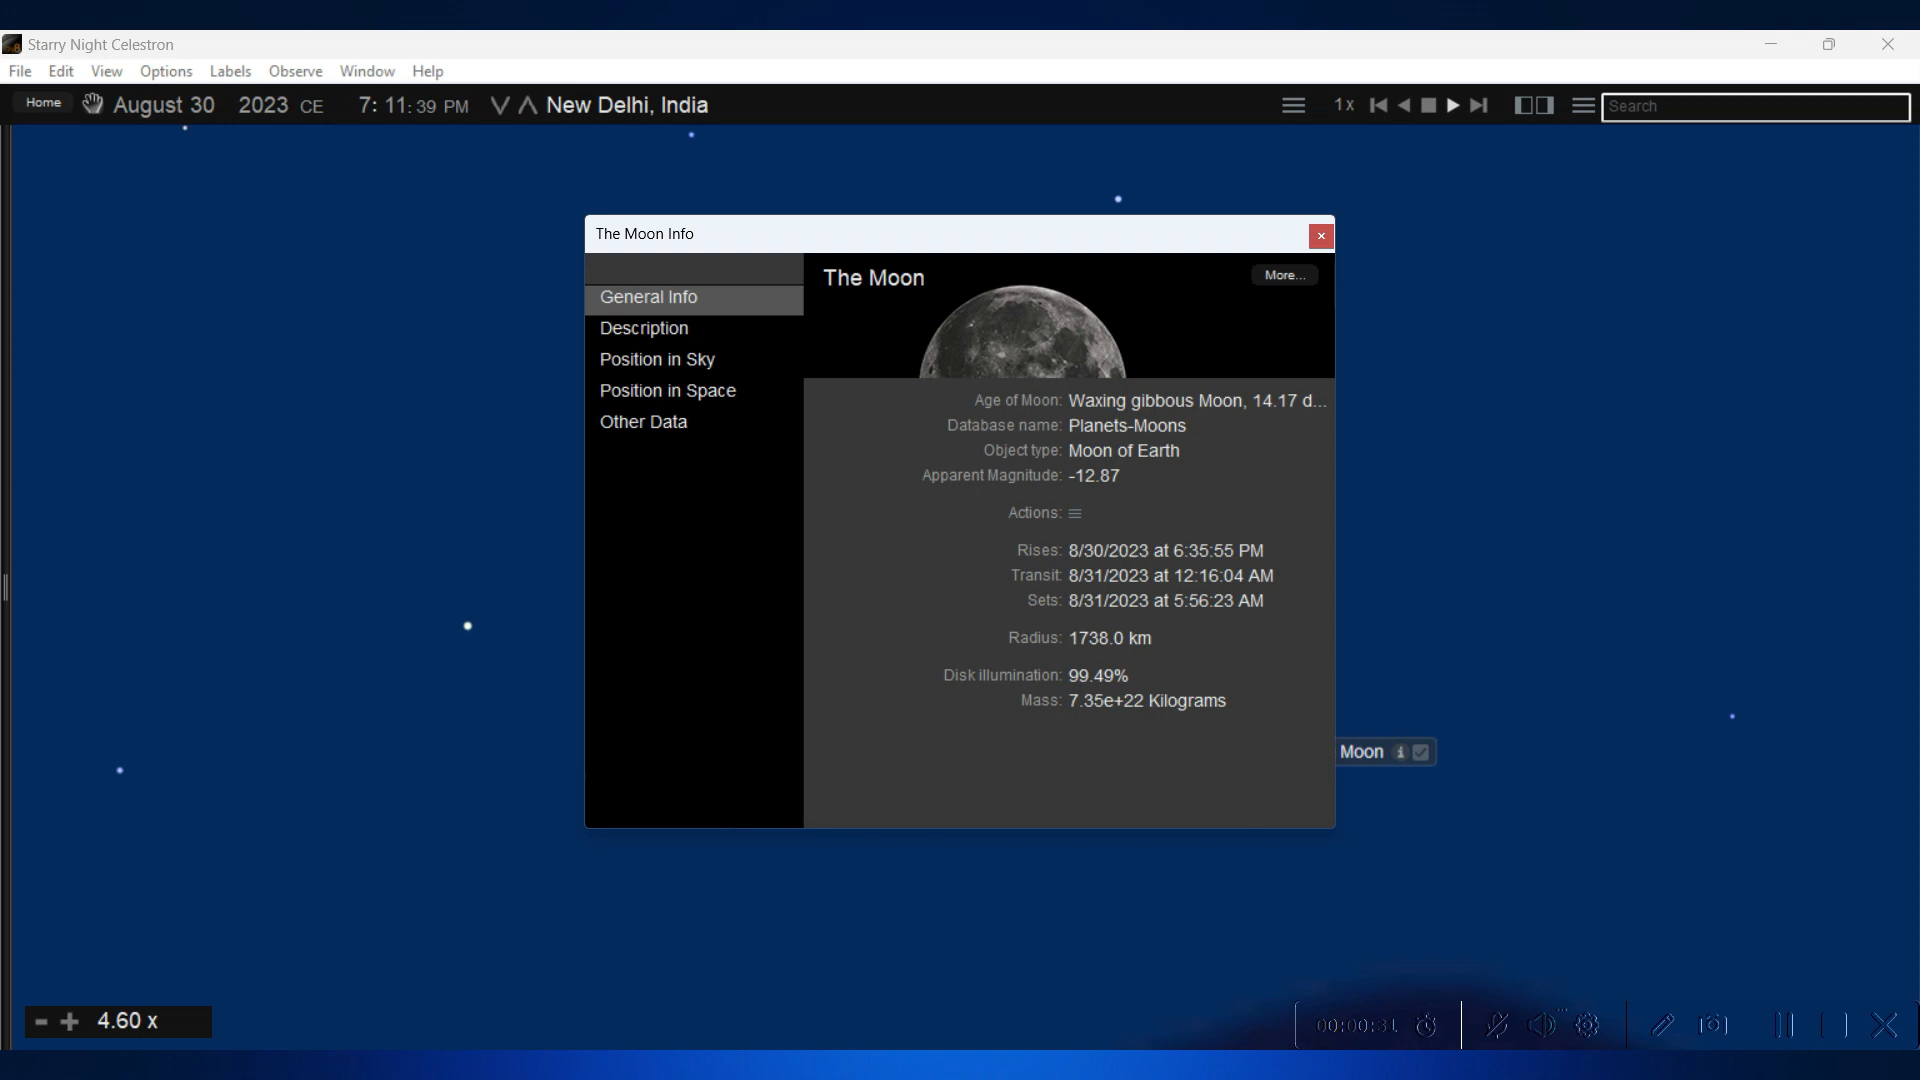 Starry Night Celestron
File Edit View Options Labels Observe Window Help
Home August 30 2023 CE 7: 11: 39 PM New Delhi, India 1x Search
The Moon Info
The Moon More...
General Info
Description
Position in Sky
Position in Space
Other Data
Age of Moon: Waxing gibbous Moon, 14.17 d...
Database name: Planets-Moons
Object type: Moon of Earth
Apparent Magnitude: -12.87
Actions:
Rises: 8/30/2023 at 6:35:55 PM
Transit: 8/31/2023 at 12:16:04 AM
Sets: 8/31/2023 at 5:56:23 AM
Radius: 1738.0 km
Disk illumination: 99.49%
Mass: 7.35e+22 Kilograms
Moon
4.60 x
00:00:31